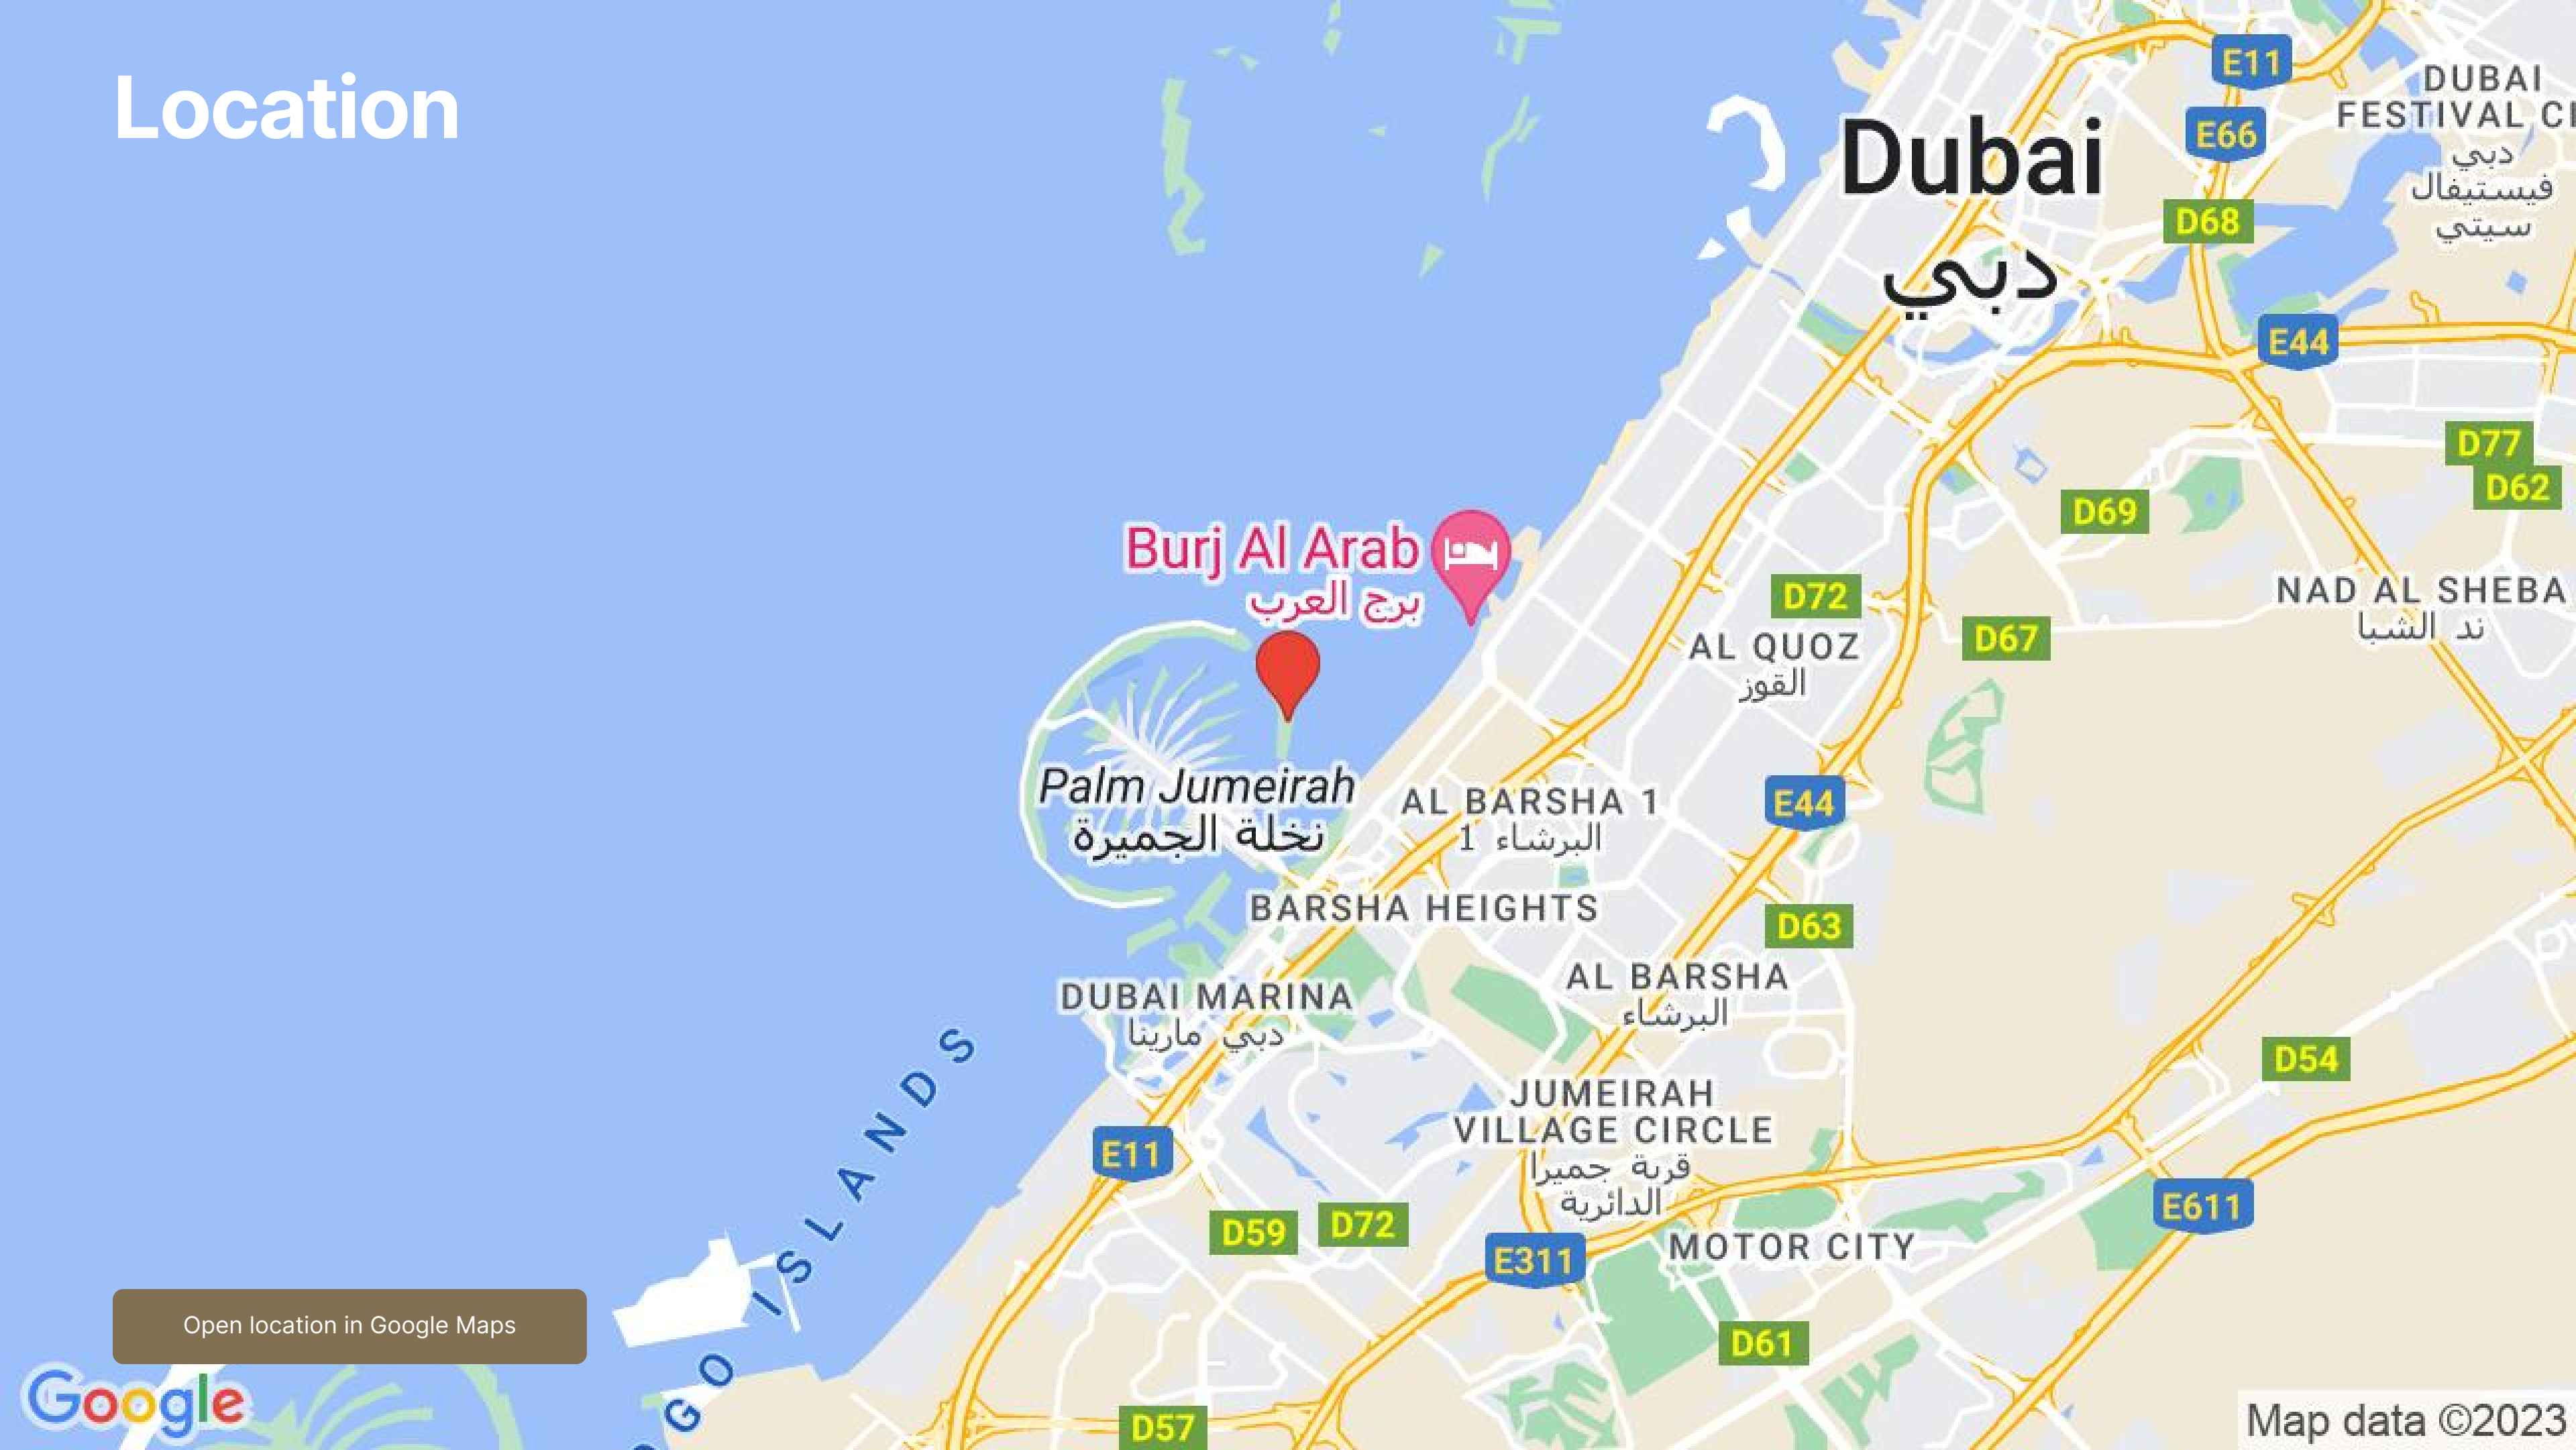 Location
E11
DUBAI
FESTIVAL CI
دبي
فيستيفال
سيتي
E66
Dubai
دبي
D68
E44
D77
D62
D69
Burj Al Arab
برج العرب
D72
NAD AL SHEBA
ند الشبا
AL QUOZ
القوز
D67
Palm Jumeirah
نخلة الجميرة
AL BARSHA 1
البرشاء 1
E44
BARSHA HEIGHTS
D63
AL BARSHA
البرشاء
DUBAI MARINA
دبي مارينا
D54
JUMEIRAH
VILLAGE CIRCLE
قرية جميرا
الدائرية
E11
E611
D59
D72
E311
MOTOR CITY
GO ISLANDS
D61
Open location in Google Maps
Google
D57
Map data ©2023